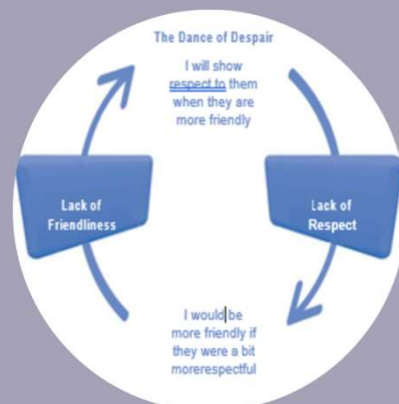 The Dance of Despair
I will show
respect to them
when they are
more friendly
Lack of
Friendliness
Lack of
Respect
I would be
more friendly if
they were a bit
morerespectful